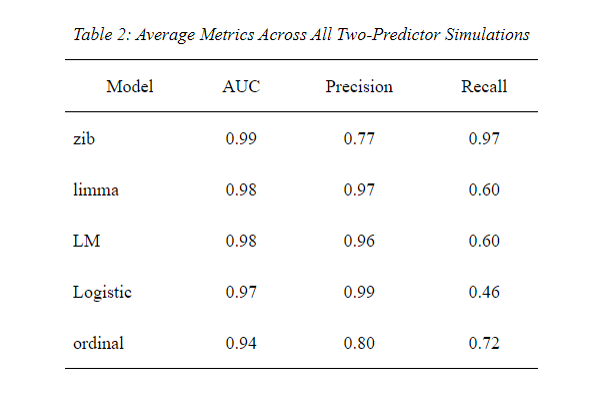 Table 2: Average Metrics Across All Two-Predictor Simulations
Model AUC Precision Recall
zib 0.99 0.77 0.97
limma 0.98 0.97 0.60
LM 0.98 0.96 0.60
Logistic 0.97 0.99 0.46
ordinal 0.94 0.80 0.72